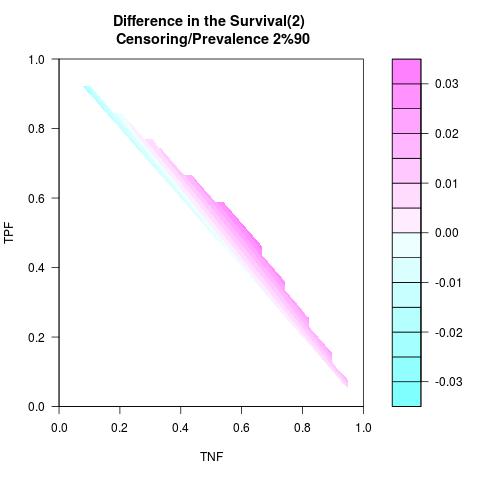 Difference in the Survival(2)
Censoring/Prevalence 2%90
1.0
0.8
0.6
0.4
0.2
0.0
TPF
0.0 0.2 0.4 0.6 0.8 1.0
TNF
0.03
0.02
0.01
0.00
-0.01
-0.02
-0.03